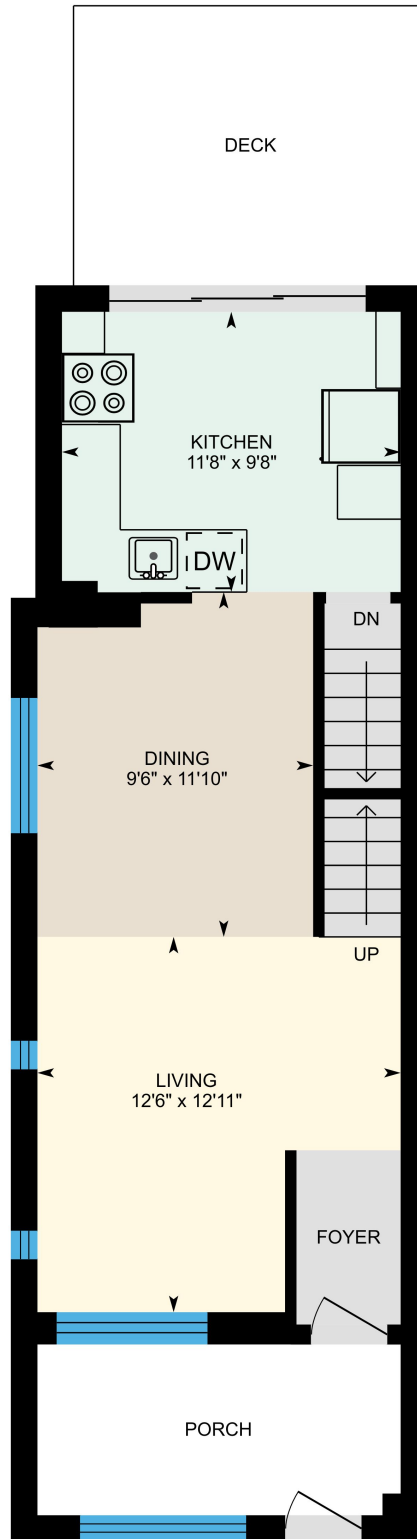 DECK
KITCHEN
11'8" x 9'8"
DW
DN
DINING
9'6" x 11'10"
UP
LIVING
12'6" x 12'11"
FOYER
PORCH